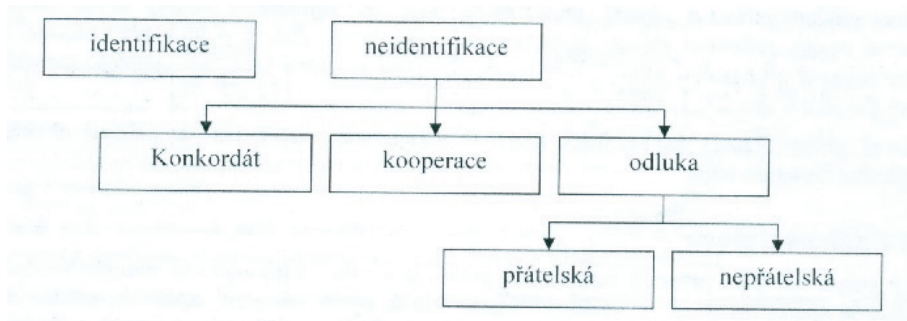 identifikace
neidentifikace
Konkordát
kooperace
odluka
přátelská
nepřátelská